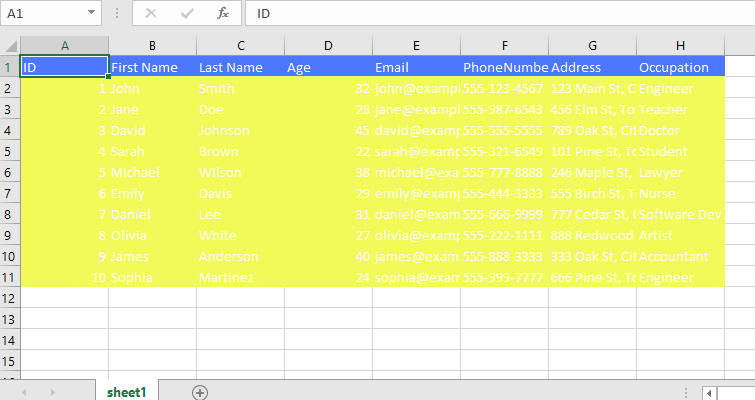 A1 fx ID
A B C D E F G H
1 ID First Name Last Name Age Email PhoneNumbe Address Occupation
2 1 John Smith 32 john@exampl 555-123-4567 123 Main St, C Engineer
3 2 Jane Doe 28 jane@exampl 555-987-6543 456 Elm St, To Teacher
4 3 David Johnson 45 david@exam 555-555-5555 789 Oak St, Cit Doctor
5 4 Sarah Brown 22 sarah@exam 555-321-6549 101 Pine St, To Student
6 5 Michael Wilson 38 michael@exa 555-777-8888 246 Maple St, Lawyer
7 6 Emily Davis 29 emily@examp 555-444-3333 555 Birch St, T Nurse
8 7 Daniel Lee 31 daniel@exam 555-666-9999 777 Cedar St, Software Dev
9 8 Olivia White 27 olivia@examp 555-222-1111 888 Redwood Artist
10 9 James Anderson 40 james@exam 555-888-3333 333 Oak St, Cit Accountant
11 10 Sophia Martinez 24 sophia@exam 555-999-7777 666 Pine St, To Engineer
12
13
14
15
sheet1